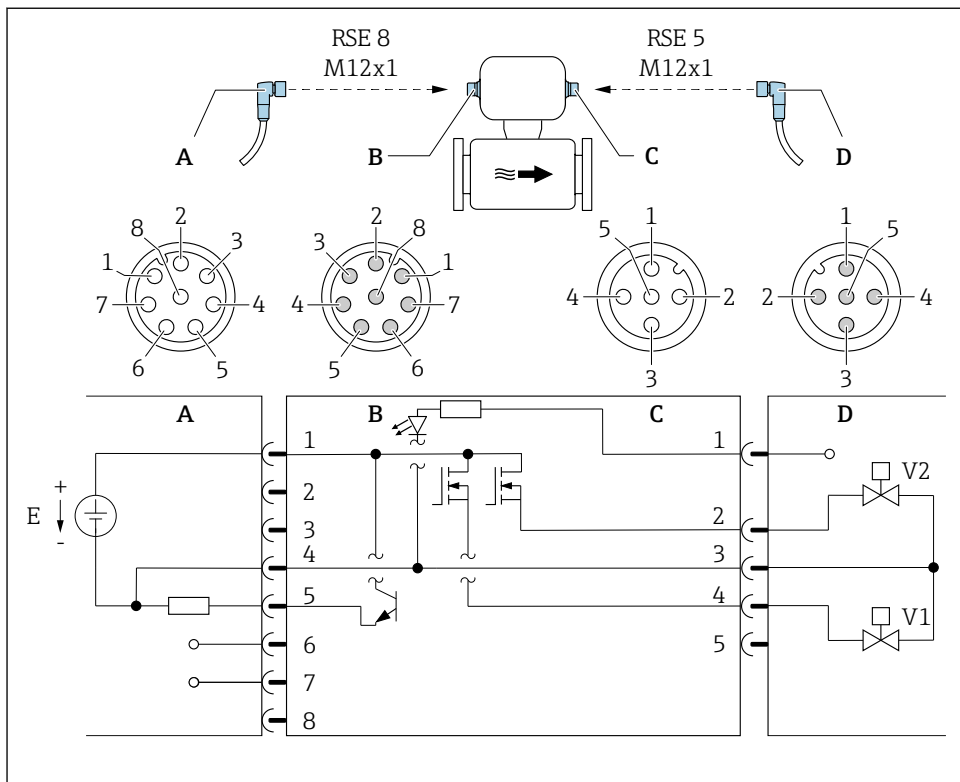 RSE 8 RSE 5
M12x1 M12x1
A B C D
8 2 3 1 7 4 6 5
2 8 3 1 4 7 5 6
1 5 4 2 3
1 5 2 4 3
A B C D
1 1
2 V2
3 2
E + - 4 3
5 4 V1
6 5
7
8